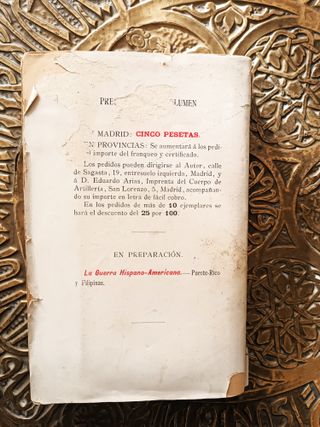 PRE LUMEN
MADRID: CINCO PESETAS.
EN PROVINCIAS: Se aumentará á los pedi
importe del franqueo y certificado.
Los pedidos pueden dirigirse al Autor, calle
de Sagasta, 19, entresuelo izquierda, Madrid, y
á D. Eduardo Arias, Imprenta del Cuerpo de
Artillería, San Lorenzo, 5, Madrid, acompañan-
do su importe en letra de fácil cobro.
En los pedidos de más de 10 ejemplares se
hará el descuento del 25 por 100.
EN PREPARACIÓN.
La Guerra Hispano-Americana.—Puerto-Rico
y Filipinas.